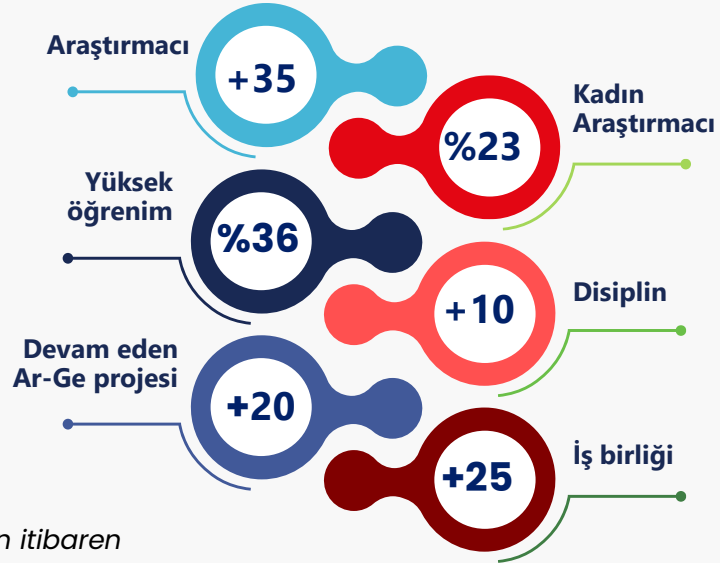 Araştırmacı
+35
Kadın
Araştırmacı
%23
Yüksek
öğrenim
%36
Disiplin
+10
Devam eden
Ar-Ge projesi
+20
İş birliği
+25
itibaren